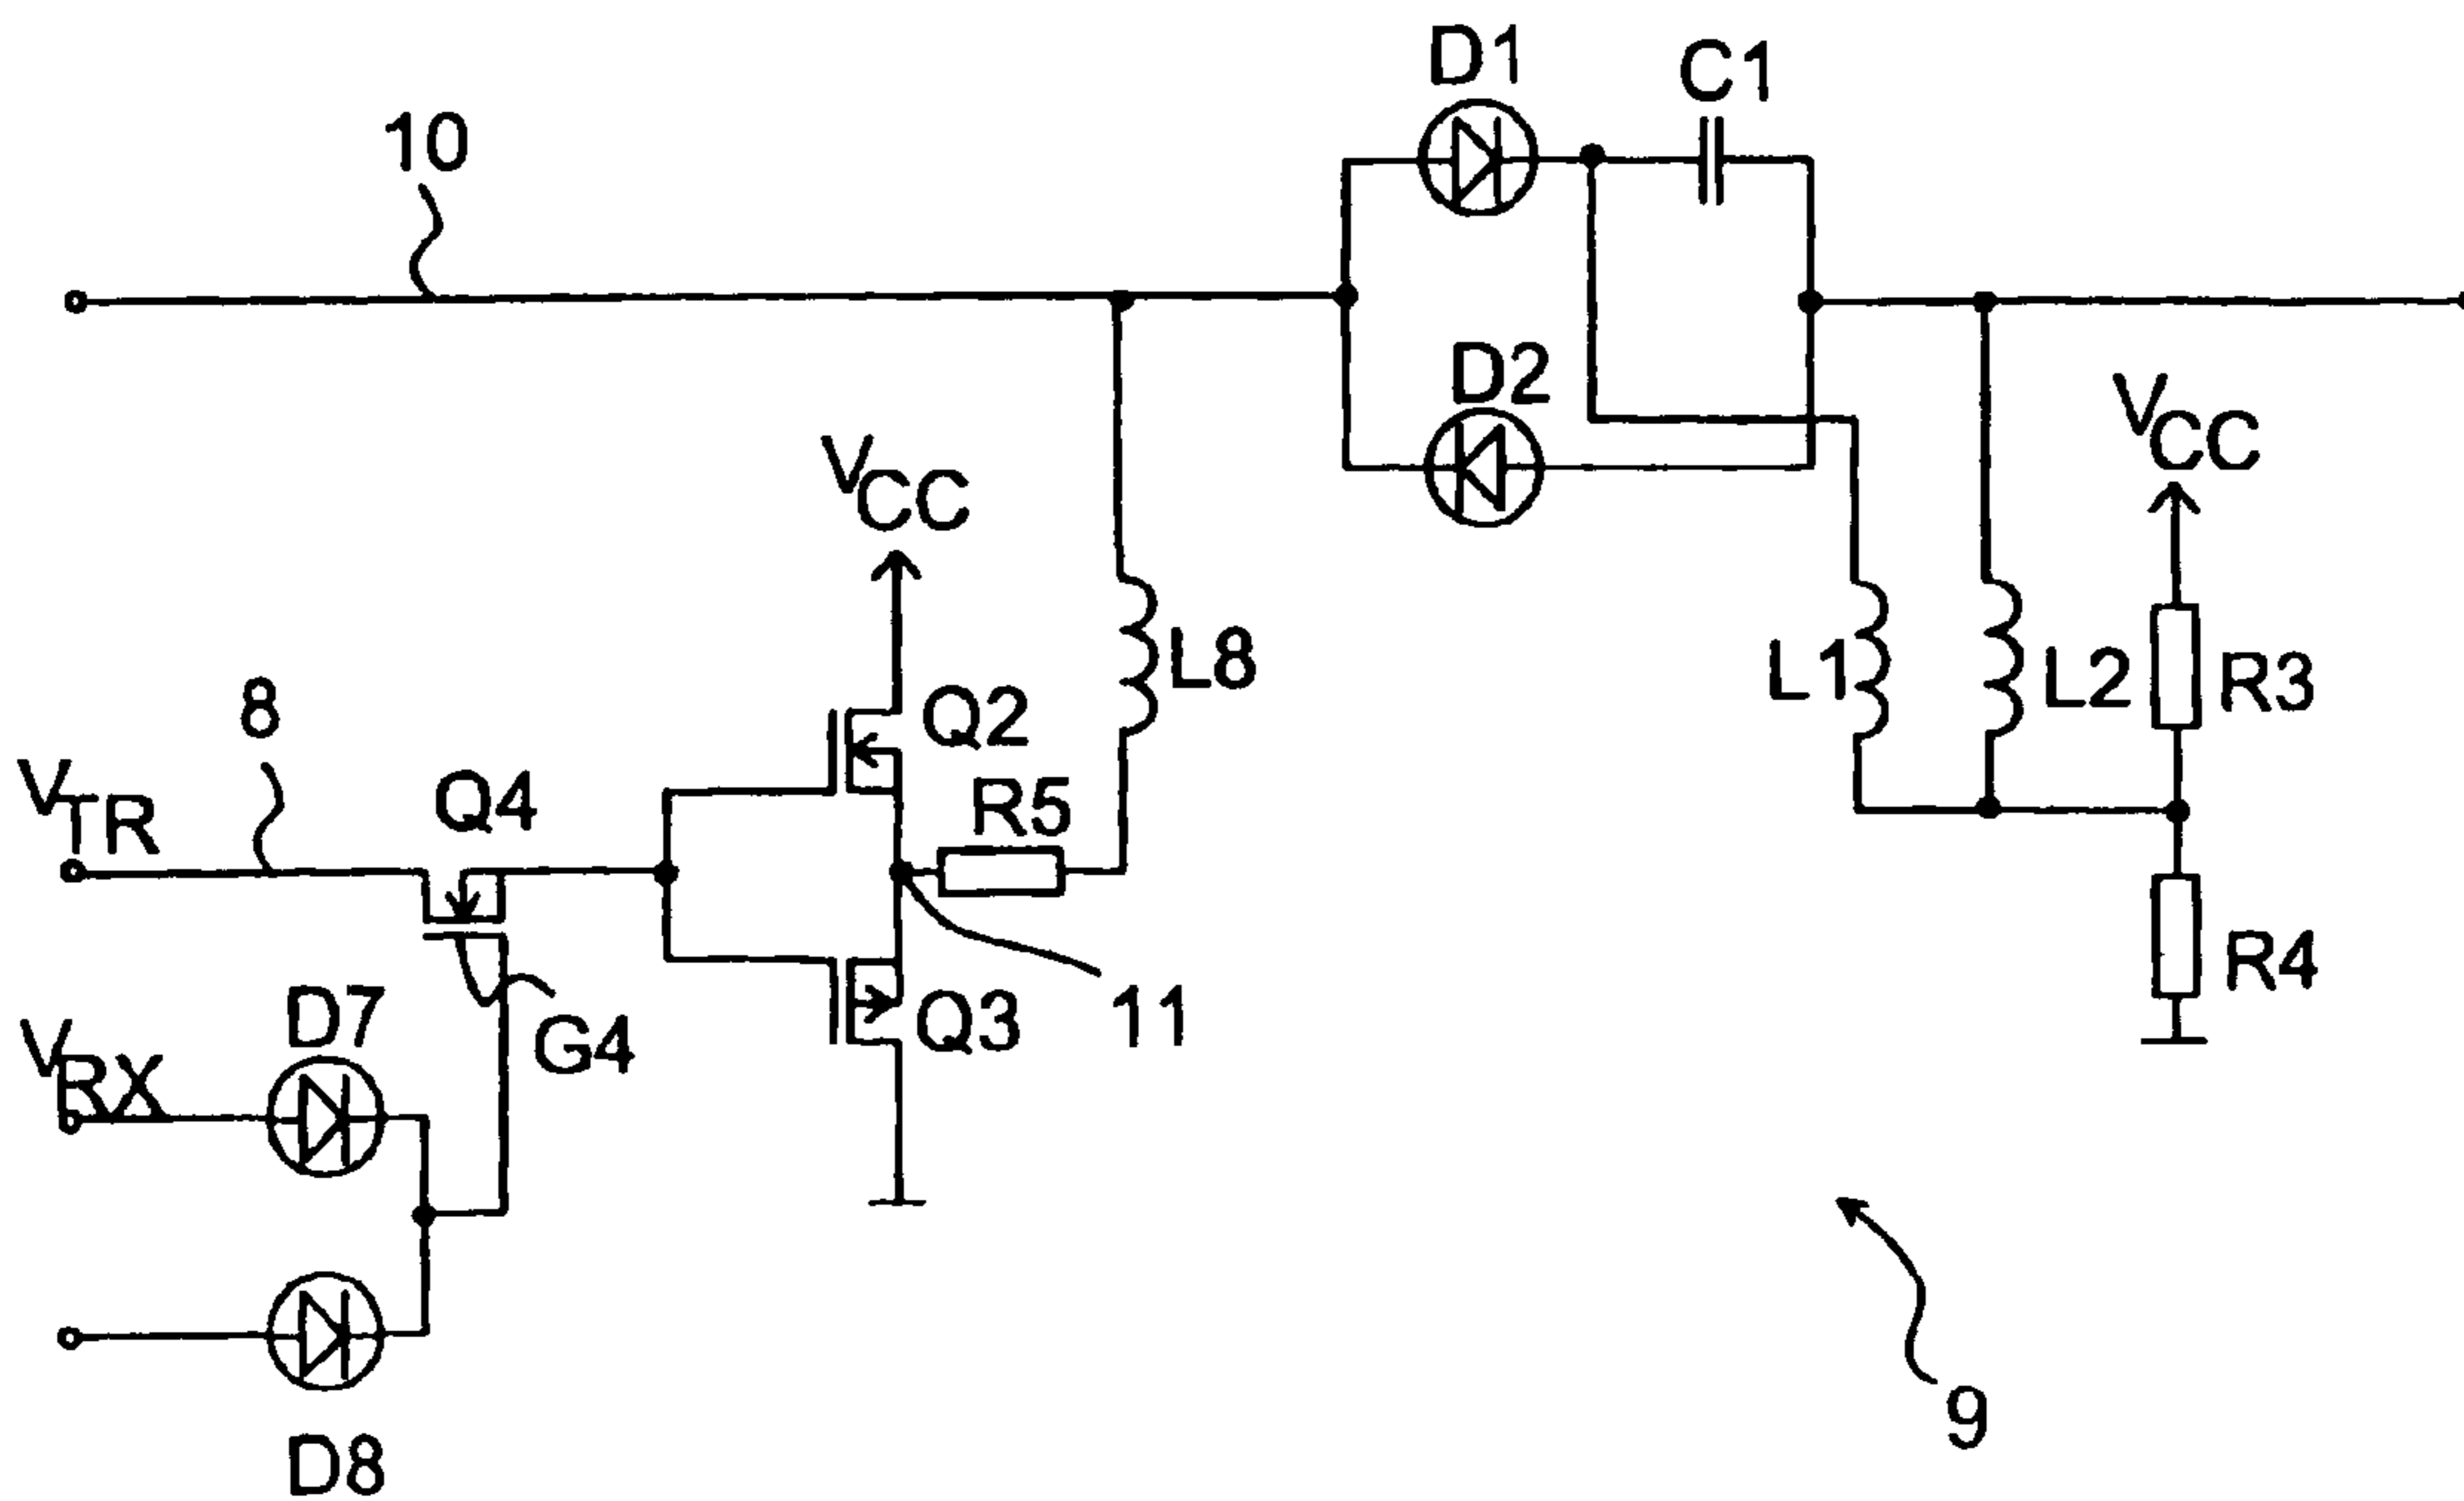 D1
C1
10
D2
VCC
VCC
L8
L1
L2
R3
8
Q2
VTR
Q4
R5
R4
D7
Q3
11
G4
VRX
9
D8